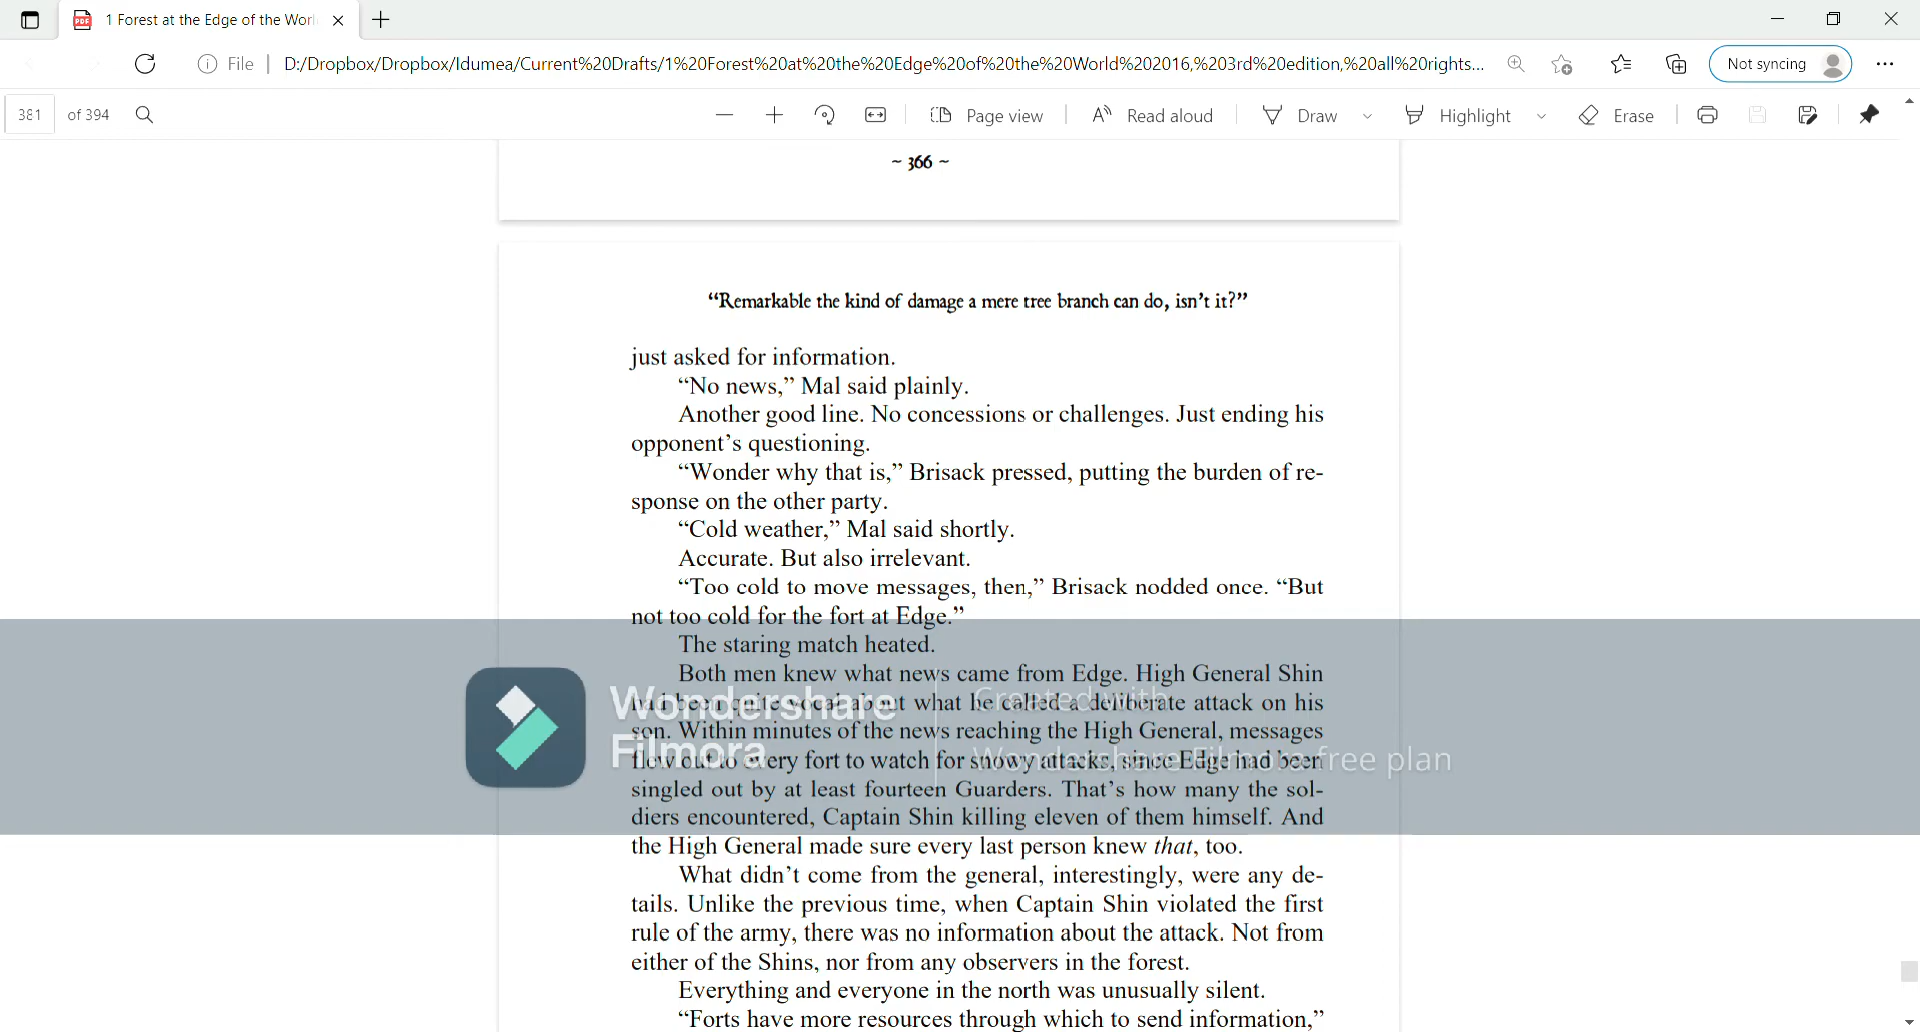 1 Forest at the Edge of the Worl
File
D:/Dropbox/Dropbox/Idumea/Current%20Drafts/1%20Forest%20at%20the%20Edge%20of%20the%20World%202016,%203rd%20edition,%20all%20rights...
Not syncing
381 of 394
Page view
Read aloud
Draw
Highlight
Erase
~ 366 ~
“Remarkable the kind of damage a mere tree branch can do, isn’t it?”
just asked for information.
“No news,” Mal said plainly.
Another good line. No concessions or challenges. Just ending his
opponent’s questioning.
“Wonder why that is,” Brisack pressed, putting the burden of re-
sponse on the other party.
“Cold weather,” Mal said shortly.
Accurate. But also irrelevant.
“Too cold to move messages, then,” Brisack nodded once. “But
not too cold for the fort at Edge.”
The staring match heated.
Both men knew what news came from Edge. High General Shin
had been quite vocal about what he called a deliberate attack on his
son. Within minutes of the news reaching the High General, messages
flew out to every fort to watch for snowy attacks, since Edge had been
singled out by at least fourteen Guarders. That’s how many the sol-
diers encountered, Captain Shin killing eleven of them himself. And
the High General made sure every last person knew that, too.
What didn’t come from the general, interestingly, were any de-
tails. Unlike the previous time, when Captain Shin violated the first
rule of the army, there was no information about the attack. Not from
either of the Shins, nor from any observers in the forest.
Everything and everyone in the north was unusually silent.
“Forts have more resources through which to send information,”
Wondershare
Filmora
Created with
Wondershare Filmora free plan